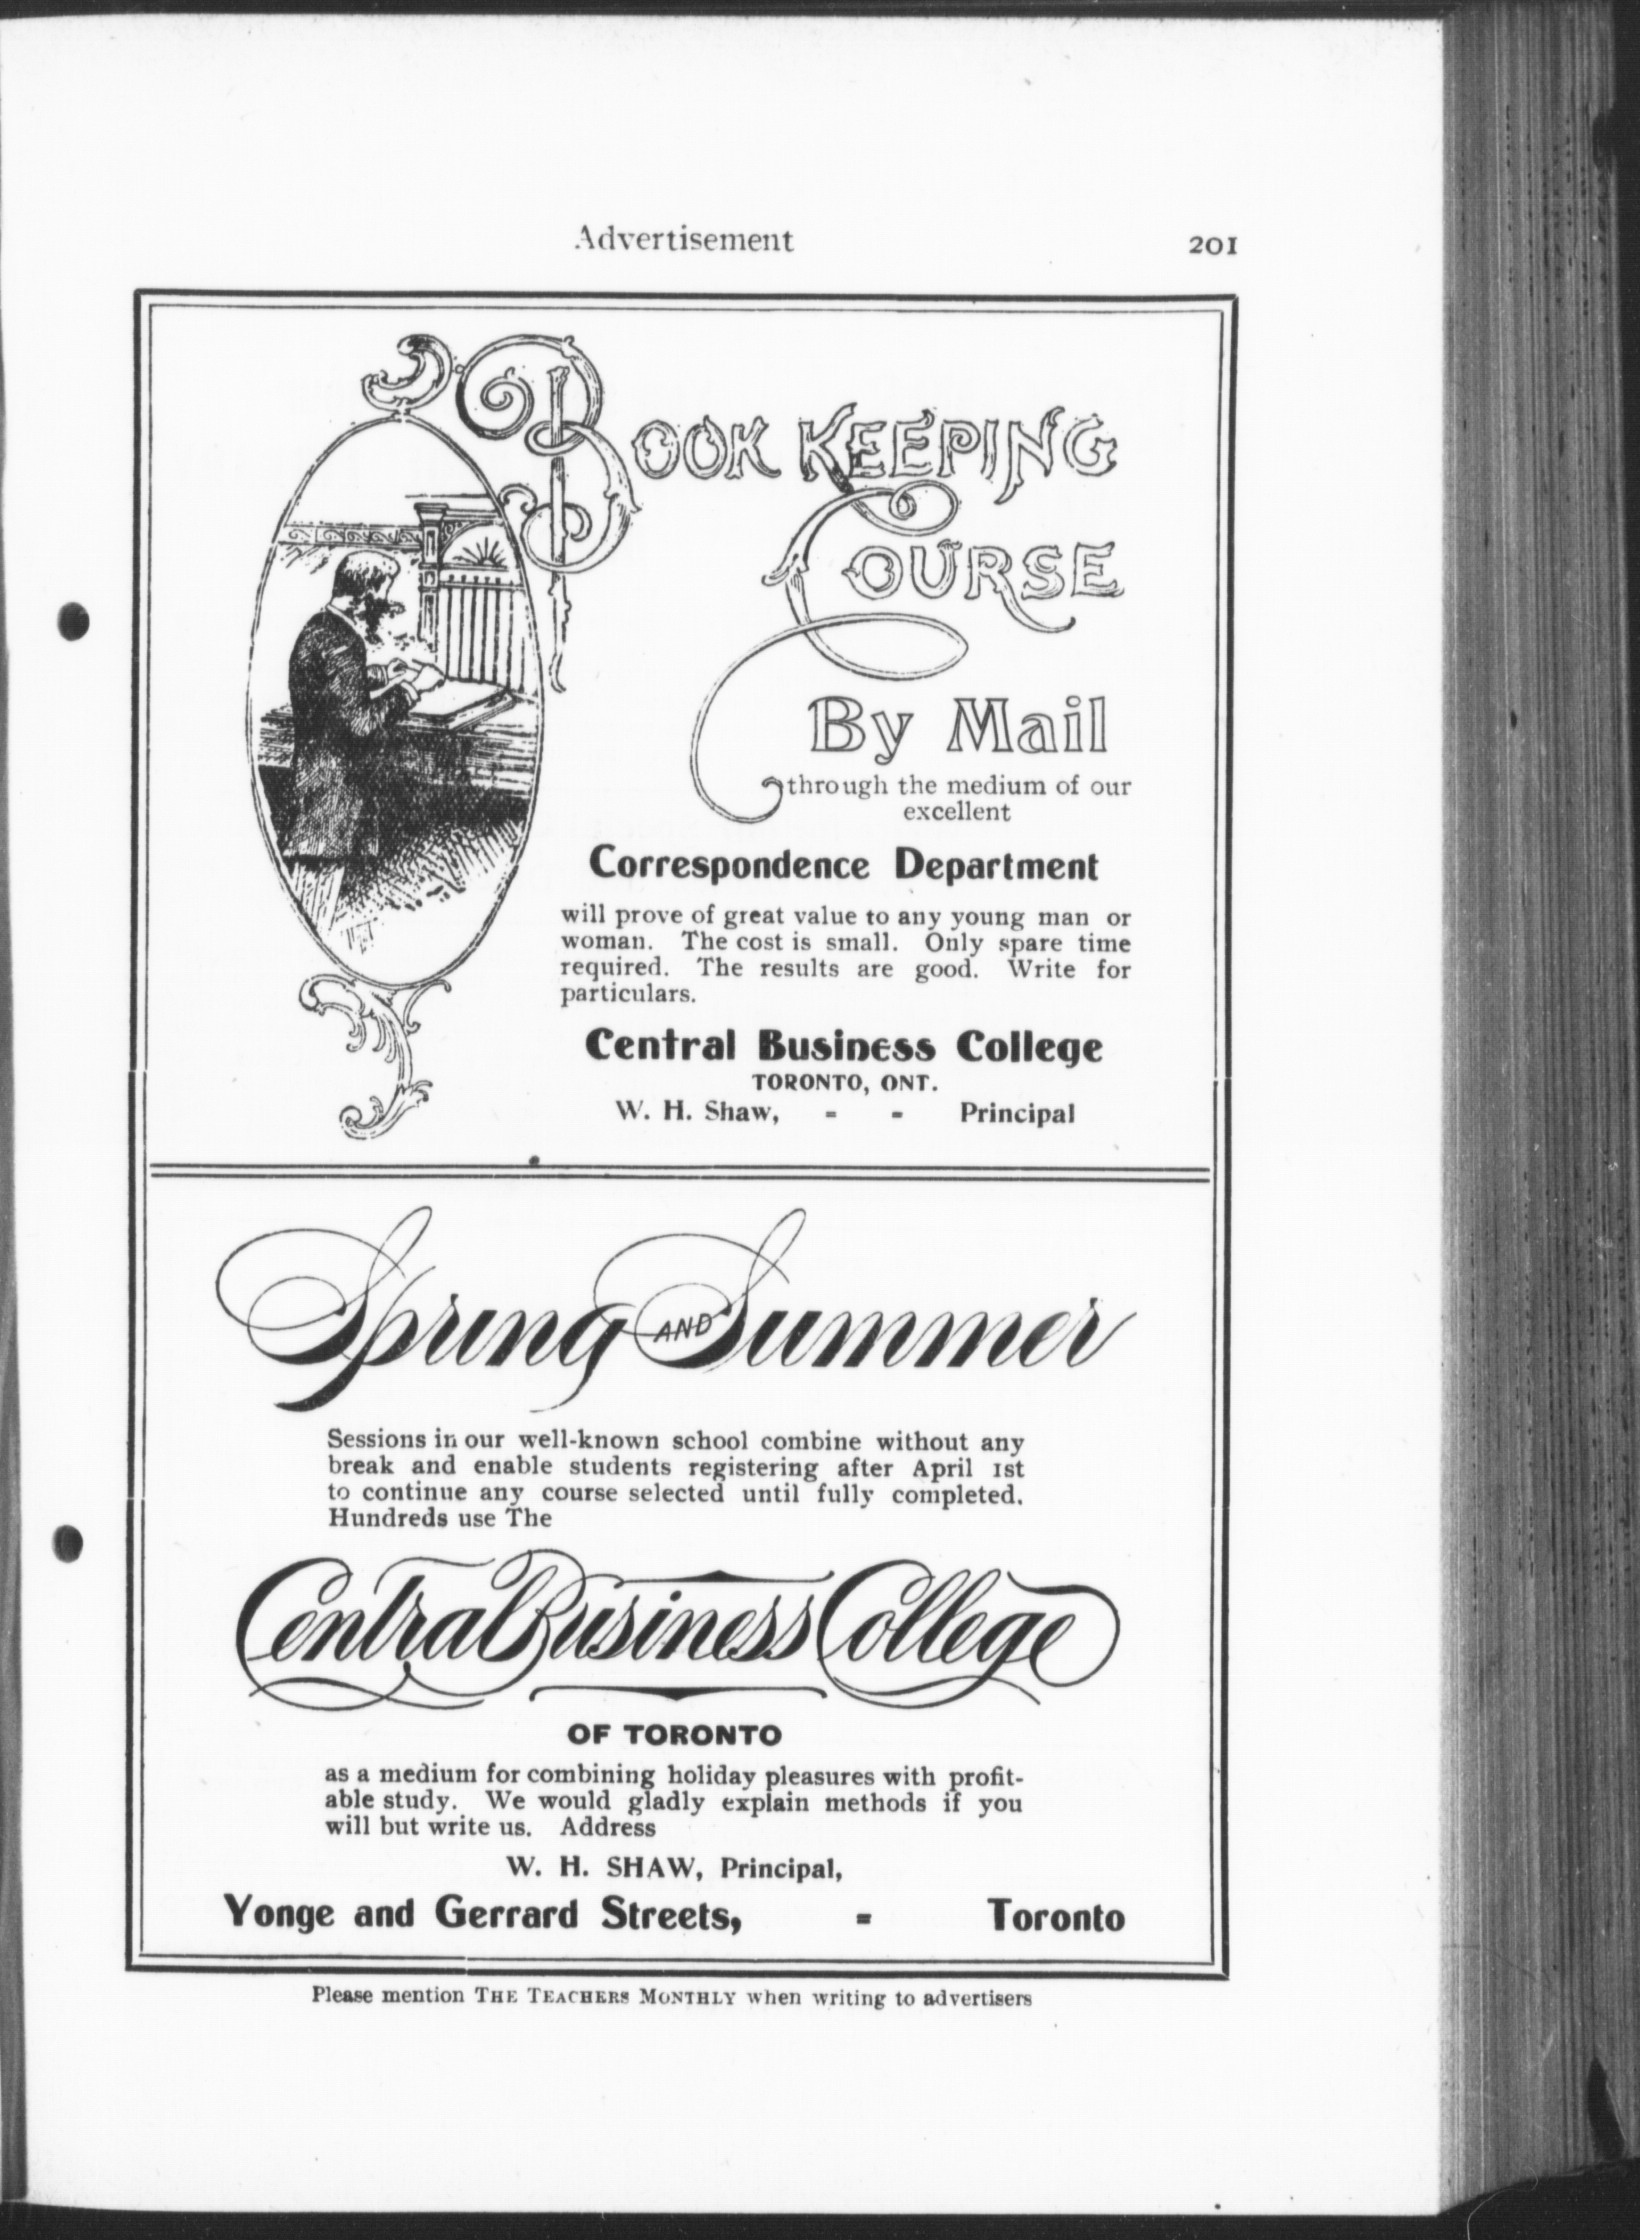 Advertisement 201
Book Keeping
Course
By Mail
through the medium of our
excellent
Correspondence Department
will prove of great value to any young man or
woman. The cost is small. Only spare time
required. The results are good. Write for
particulars.
Central Business College
TORONTO, ONT.
W. H. Shaw, - - Principal
Spring AND Summer
Sessions in our well-known school combine without any
break and enable students registering after April 1st
to continue any course selected until fully completed.
Hundreds use The
Central Business College
OF TORONTO
as a medium for combining holiday pleasures with profit-
able study. We would gladly explain methods if you
will but write us. Address
W. H. SHAW, Principal,
Yonge and Gerrard Streets, - Toronto
Please mention THE TEACHERS MONTHLY when writing to advertisers